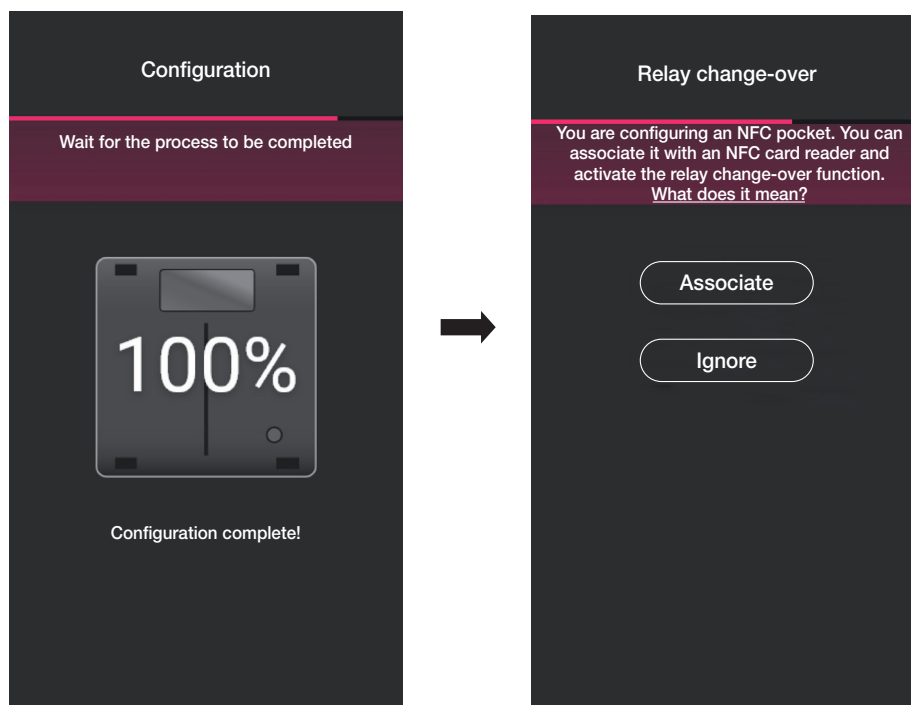 Configuration
Wait for the process to be completed
100%
Configuration complete!
Relay change-over
You are configuring an NFC pocket. You can
associate it with an NFC card reader and
activate the relay change-over function.
What does it mean?
Associate
Ignore